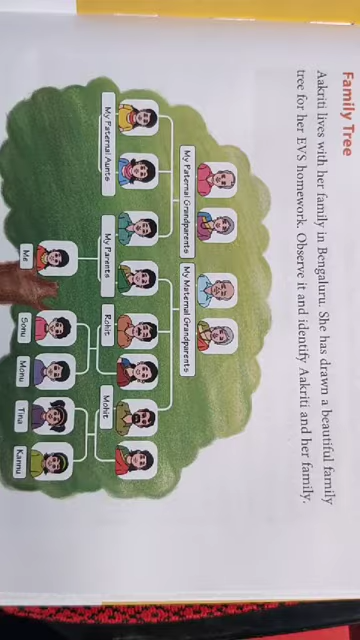 Family Tree
Aakriti lives with her family in Bengaluru. She has drawn a beautiful family
tree for her EVS homework. Observe it and identify Aakriti and her family.
My Paternal Grandparents
My Maternal Grandparents
My Paternal Aunts
My Parents
Rohit
Mohit
Me
Sonu
Monu
Tina
Kannu